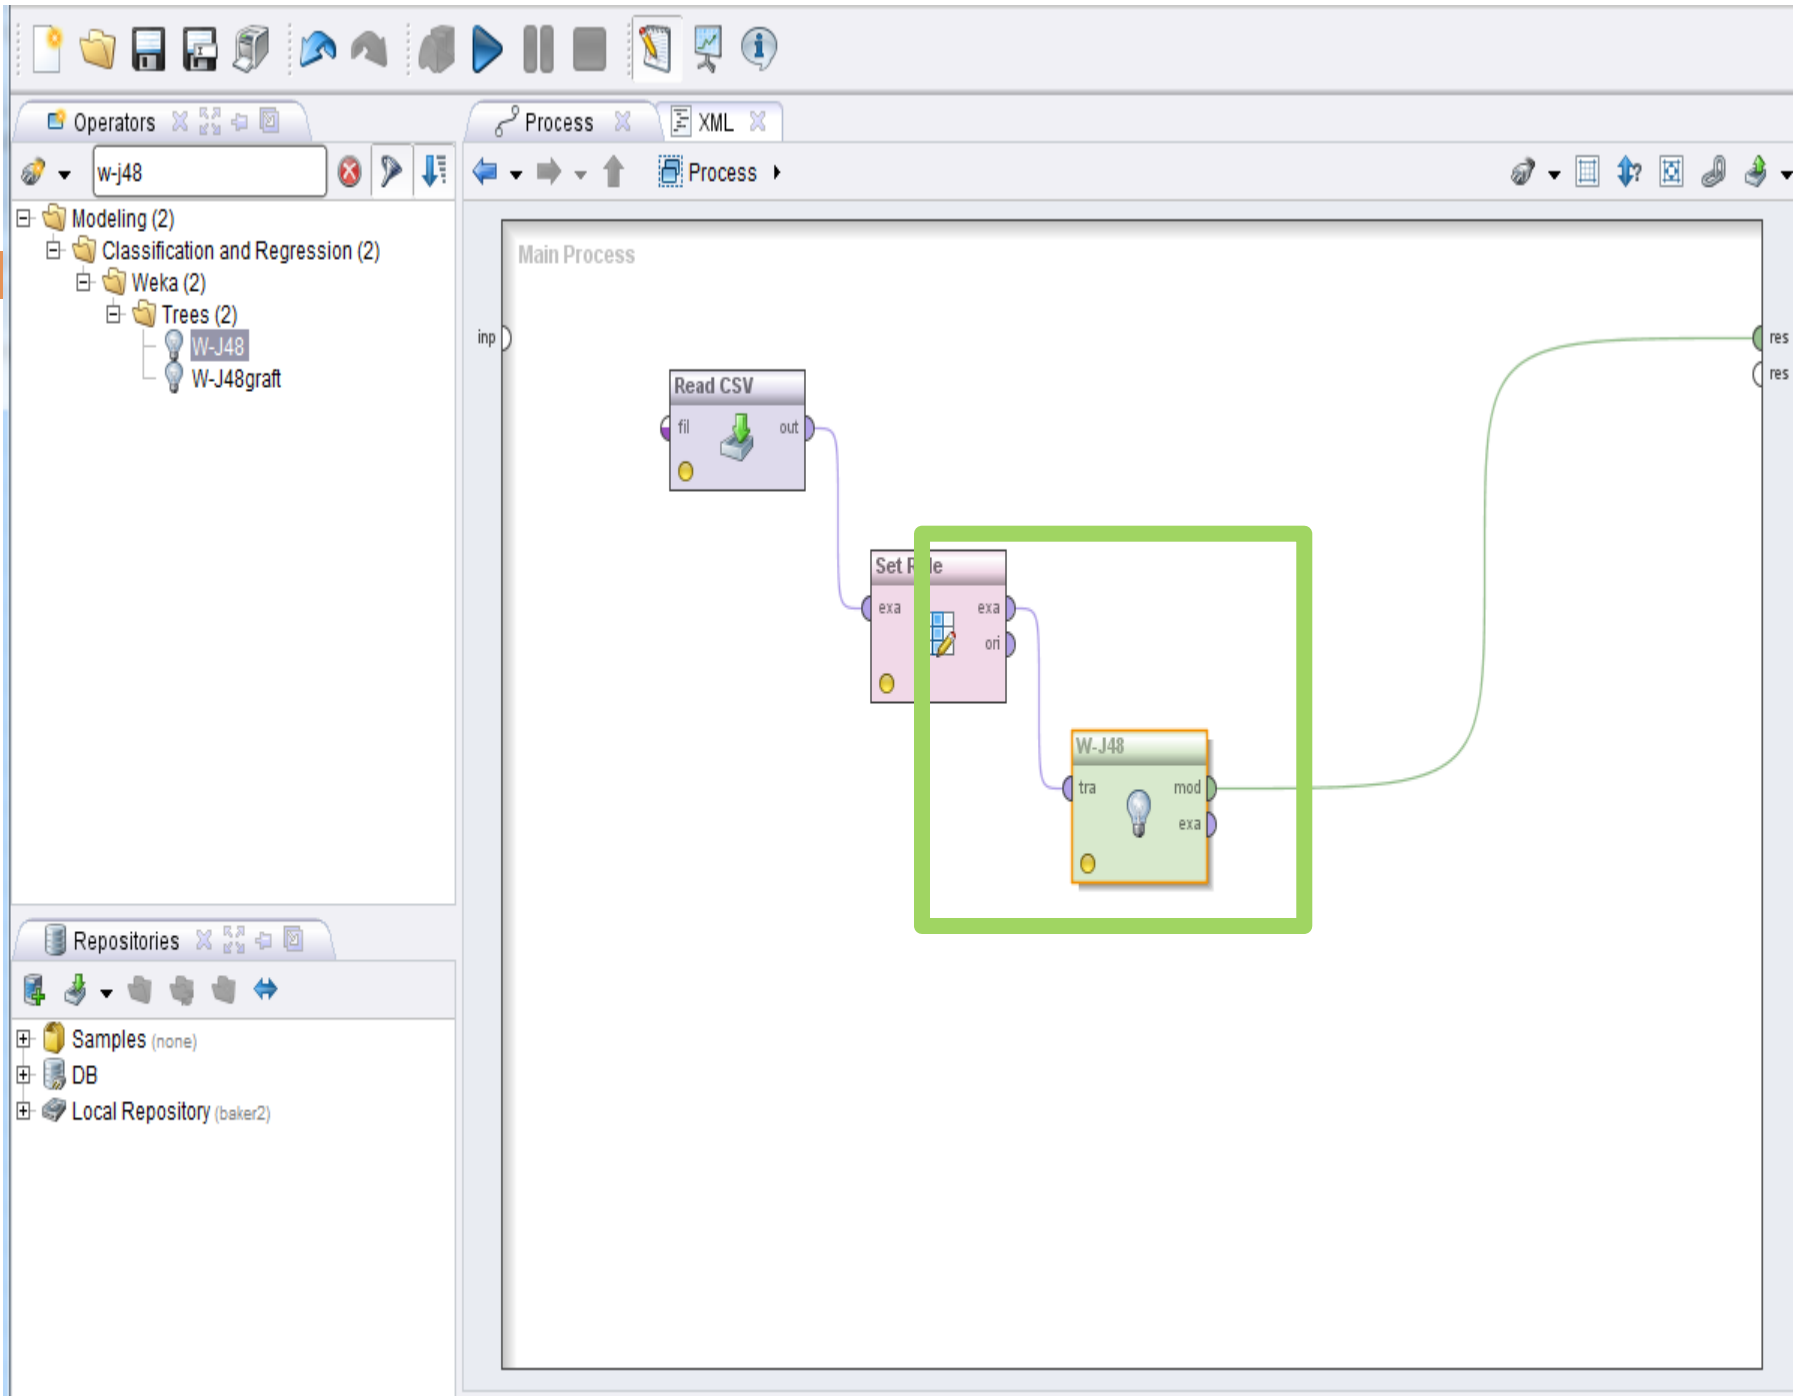 Operators
Process
XML
w-j48
Process
Modeling (2)
Classification and Regression (2)
Weka (2)
Trees (2)
W-J48
W-J48graft
Main Process
inp
res
res
Read CSV
fil
out
Set R le
exa
exa
ori
W-J48
tra
mod
exa
Repositories
Samples (none)
DB
Local Repository (baker2)